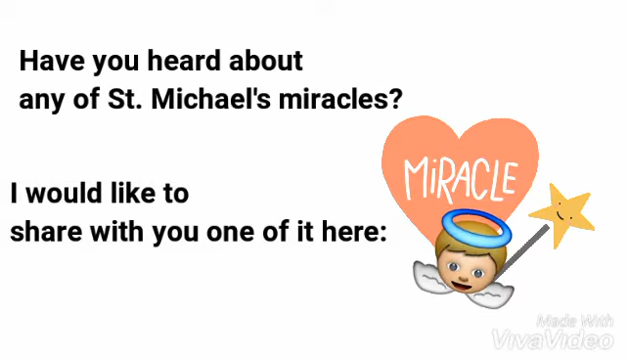 Have you heard about
any of St. Michael's miracles?
MiRACLE
I would like to
share with you one of it here:
Made With
VivaVideo